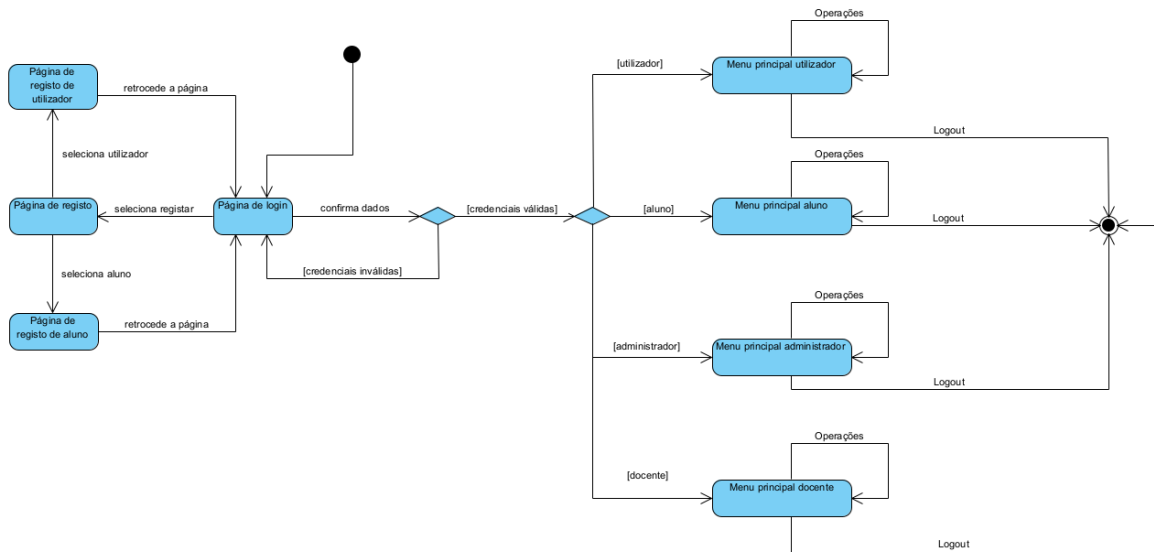 Operações
Página de
registo de
utilizador
retrocede a página
[utilizador]
Menu principal utilizador
Logout
seleciona utilizador
Operações
Página de registo
seleciona registar
Página de login
confirma dados
[credenciais válidas]
[aluno]
Menu principal aluno
Logout
[credenciais inválidas]
seleciona aluno
Operações
Página de
registo de aluno
retrocede a página
[administrador]
Menu principal administrador
Logout
Operações
[docente]
Menu principal docente
Logout